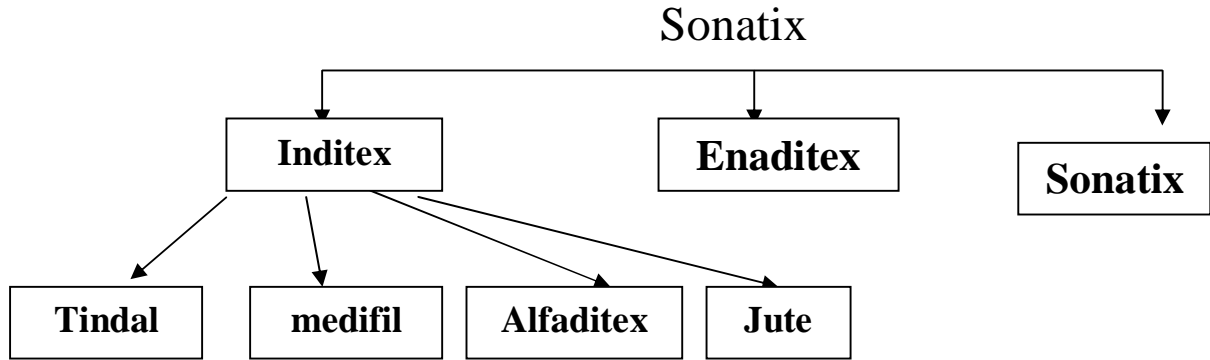 Sonatix
Inditex
Enaditex
Sonatix
Tindal
medifil
Alfaditex
Jute